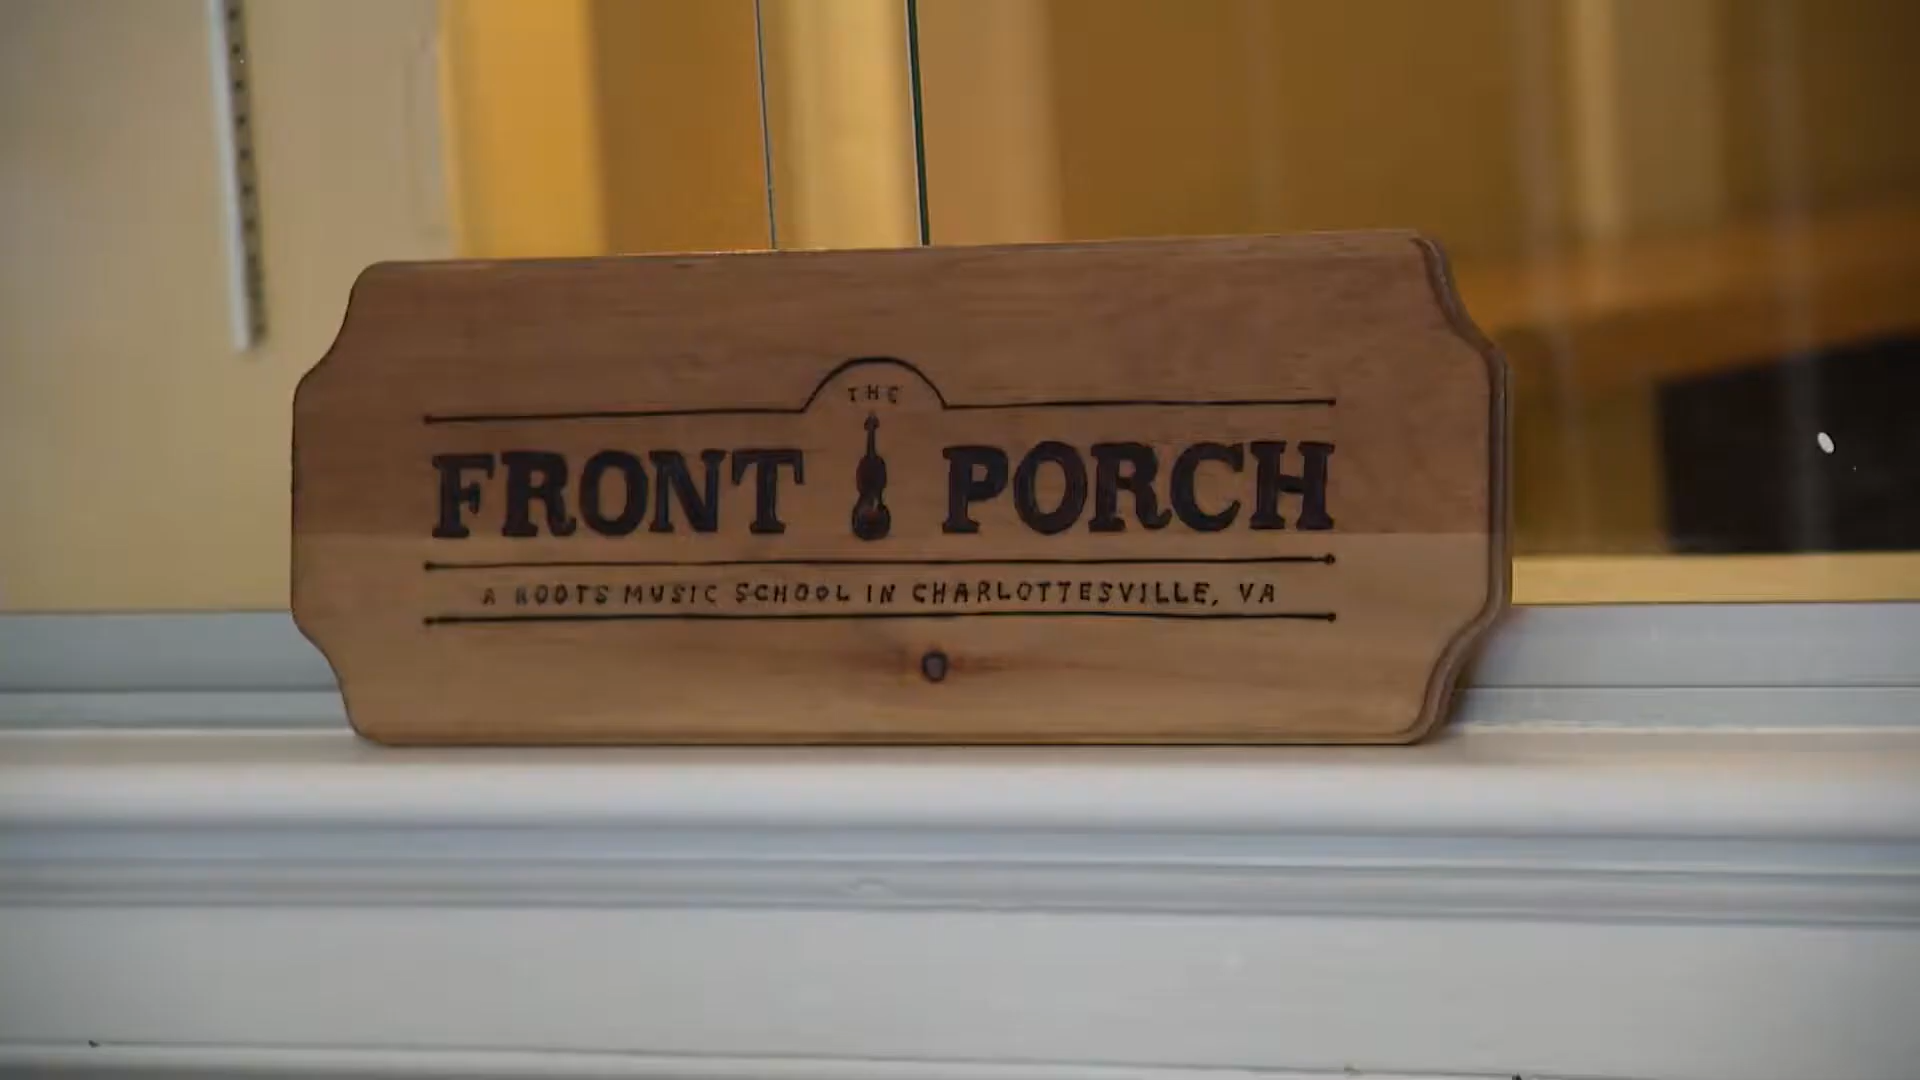 THE
FRONT PORCH
A ROOTS MUSIC SCHOOL IN CHARLOTTESVILLE, VA